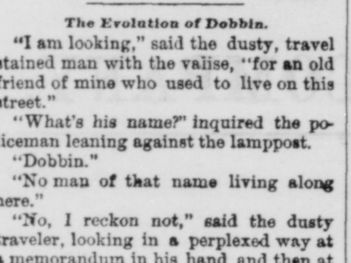 The Evolution of Dobbin.
"I am looking," said the dusty, travel
stained man with the valise, "for an old
friend of mine who used to live on this
street."
"What's his name?" inquired the po-
liceman leaning against the lamppost.
"Dobbin."
"No man of that name living along
here."
"No, I reckon not," said the dusty
traveler, looking in a perplexed way at
a memorandum in his hand and then at